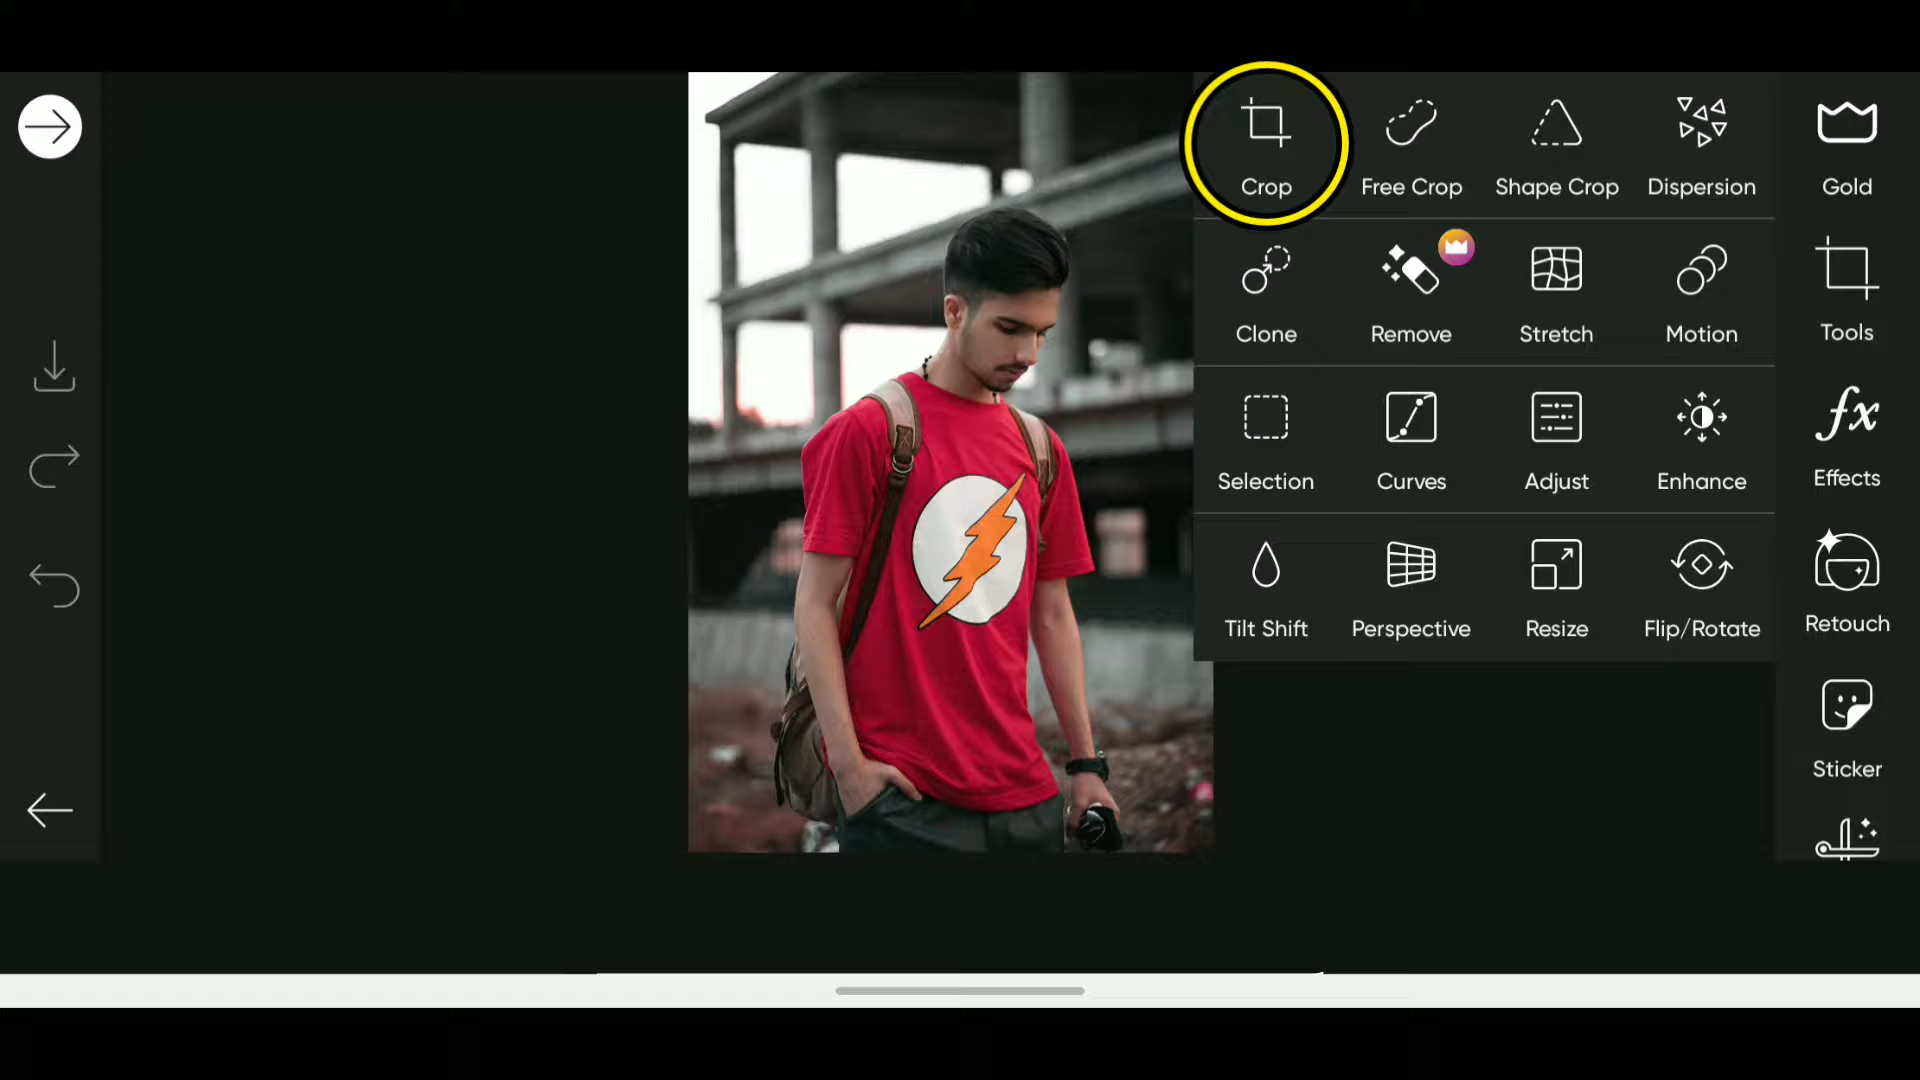 Crop Free Crop Shape Crop Dispersion Gold
Clone Remove Stretch Motion Tools
Selection Curves Adjust Enhance Effects
Tilt Shift Perspective Resize Flip/Rotate Retouch
Sticker